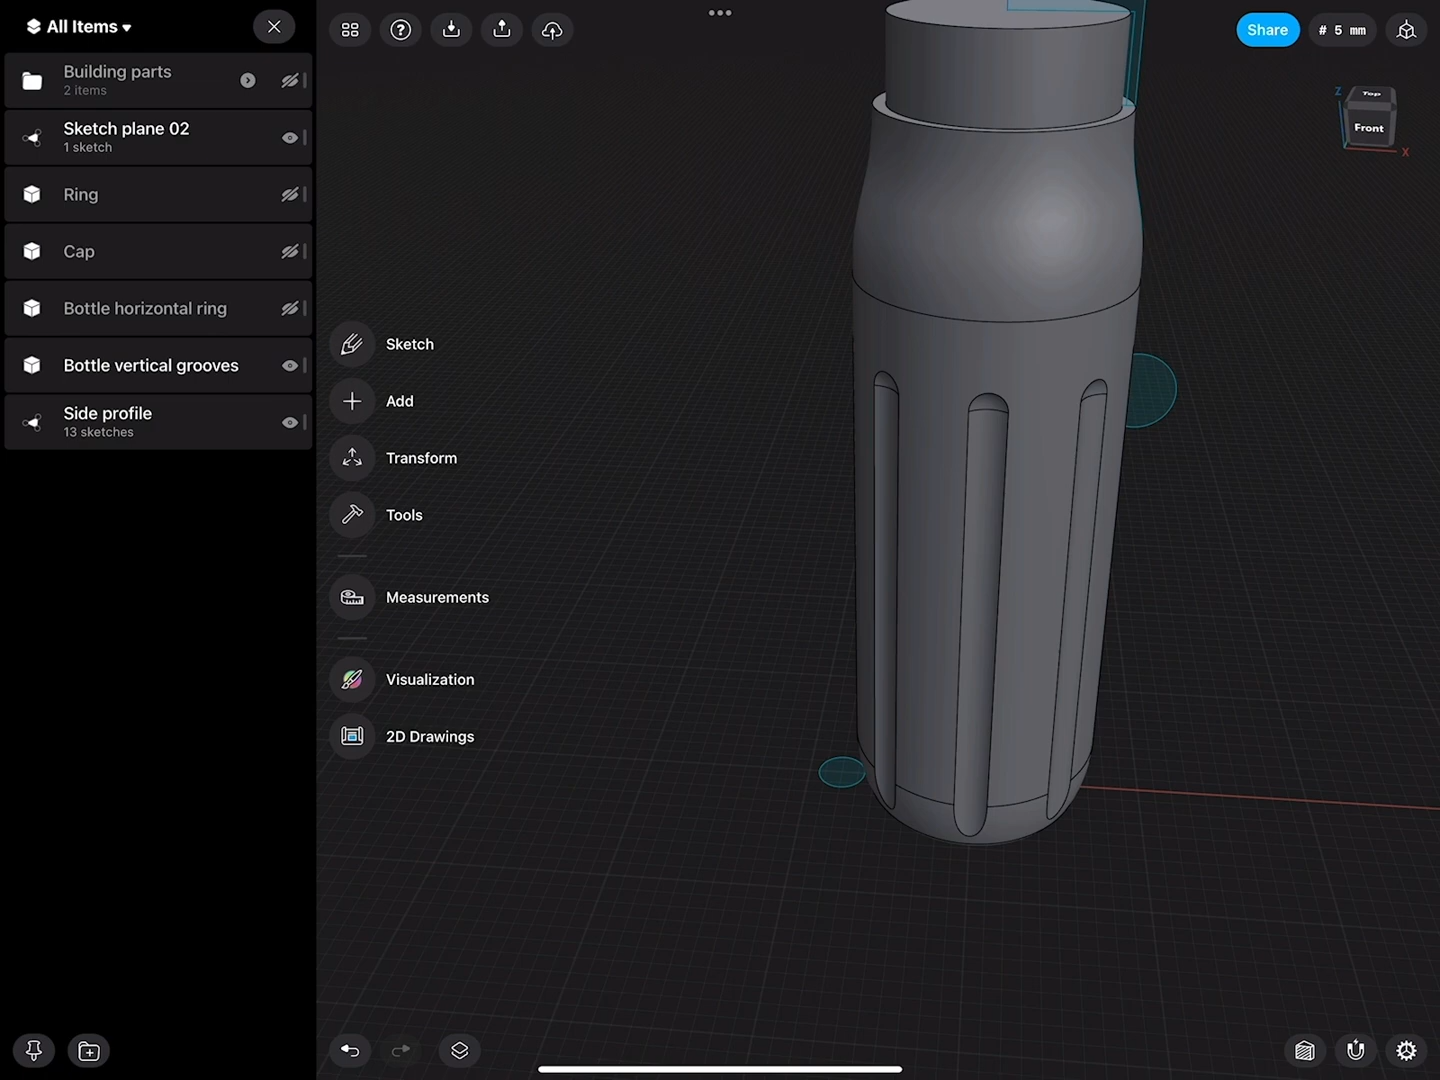 All Items
Building parts
2 items
Sketch plane 02
1 sketch
Ring
Cap
Bottle horizontal ring
Bottle vertical grooves
Side profile
13 sketches
Sketch
Add
Transform
Tools
Measurements
Visualization
2D Drawings
Share
# 5 mm
Top
Z
Front
X